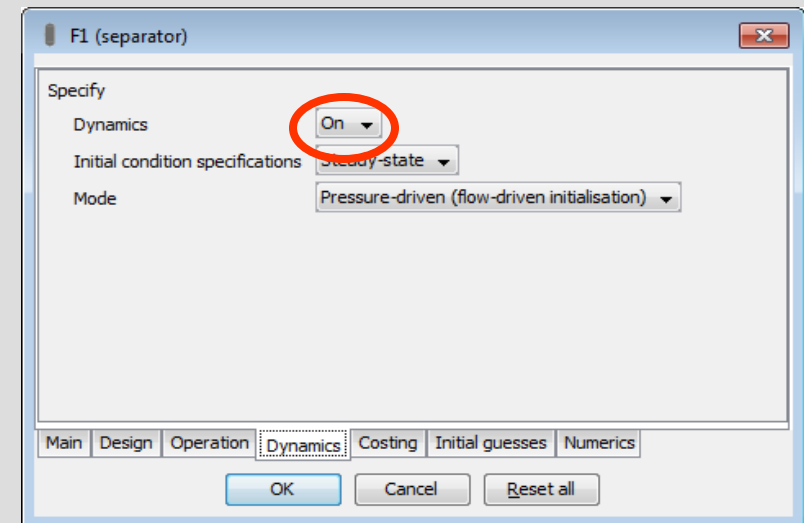 F1 (separator)
Specify
Dynamics On
Initial condition specifications Steady-state
Mode Pressure-driven (flow-driven initialisation)
Main Design Operation Dynamics Costing Initial guesses Numerics
OK Cancel Reset all